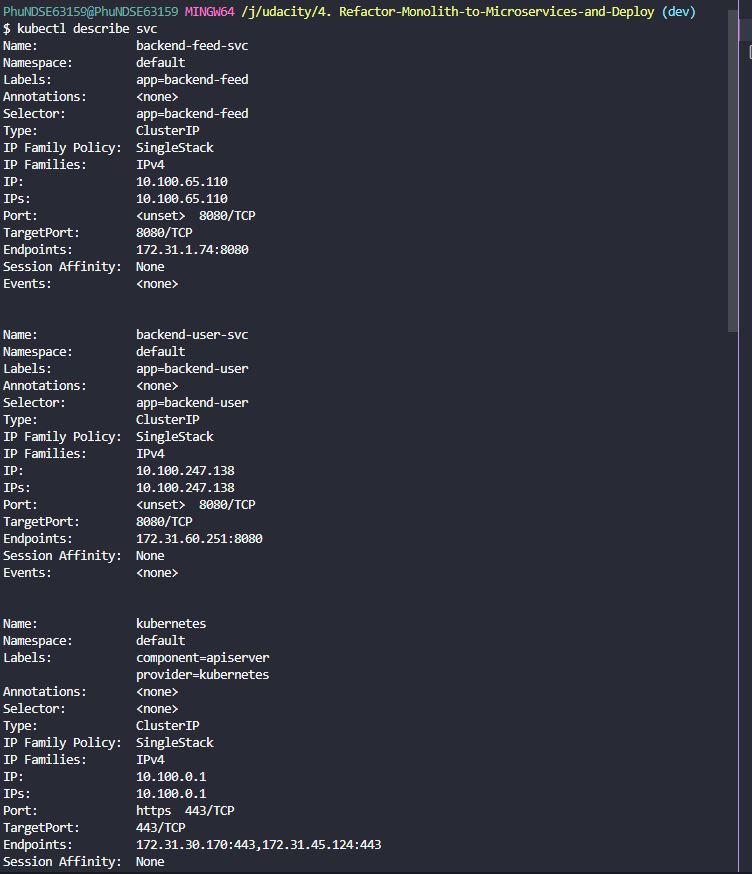 PhuNDSE63159@PhuNDSE63159 MINGW64 /j/udacity/4. Refactor-Monolith-to-Microservices-and-Deploy (dev)
$ kubectl describe svc
Name:              backend-feed-svc
Namespace:         default
Labels:            app=backend-feed
Annotations:       <none>
Selector:          app=backend-feed
Type:              ClusterIP
IP Family Policy:  SingleStack
IP Families:       IPv4
IP:                10.100.65.110
IPs:               10.100.65.110
Port:              <unset>  8080/TCP
TargetPort:        8080/TCP
Endpoints:         172.31.1.74:8080
Session Affinity:  None
Events:            <none>

Name:              backend-user-svc
Namespace:         default
Labels:            app=backend-user
Annotations:       <none>
Selector:          app=backend-user
Type:              ClusterIP
IP Family Policy:  SingleStack
IP Families:       IPv4
IP:                10.100.247.138
IPs:               10.100.247.138
Port:              <unset>  8080/TCP
TargetPort:        8080/TCP
Endpoints:         172.31.60.251:8080
Session Affinity:  None
Events:            <none>

Name:              kubernetes
Namespace:         default
Labels:            component=apiserver
                   provider=kubernetes
Annotations:       <none>
Selector:          <none>
Type:              ClusterIP
IP Family Policy:  SingleStack
IP Families:       IPv4
IP:                10.100.0.1
IPs:               10.100.0.1
Port:              https  443/TCP
TargetPort:        443/TCP
Endpoints:         172.31.30.170:443,172.31.45.124:443
Session Affinity:  None